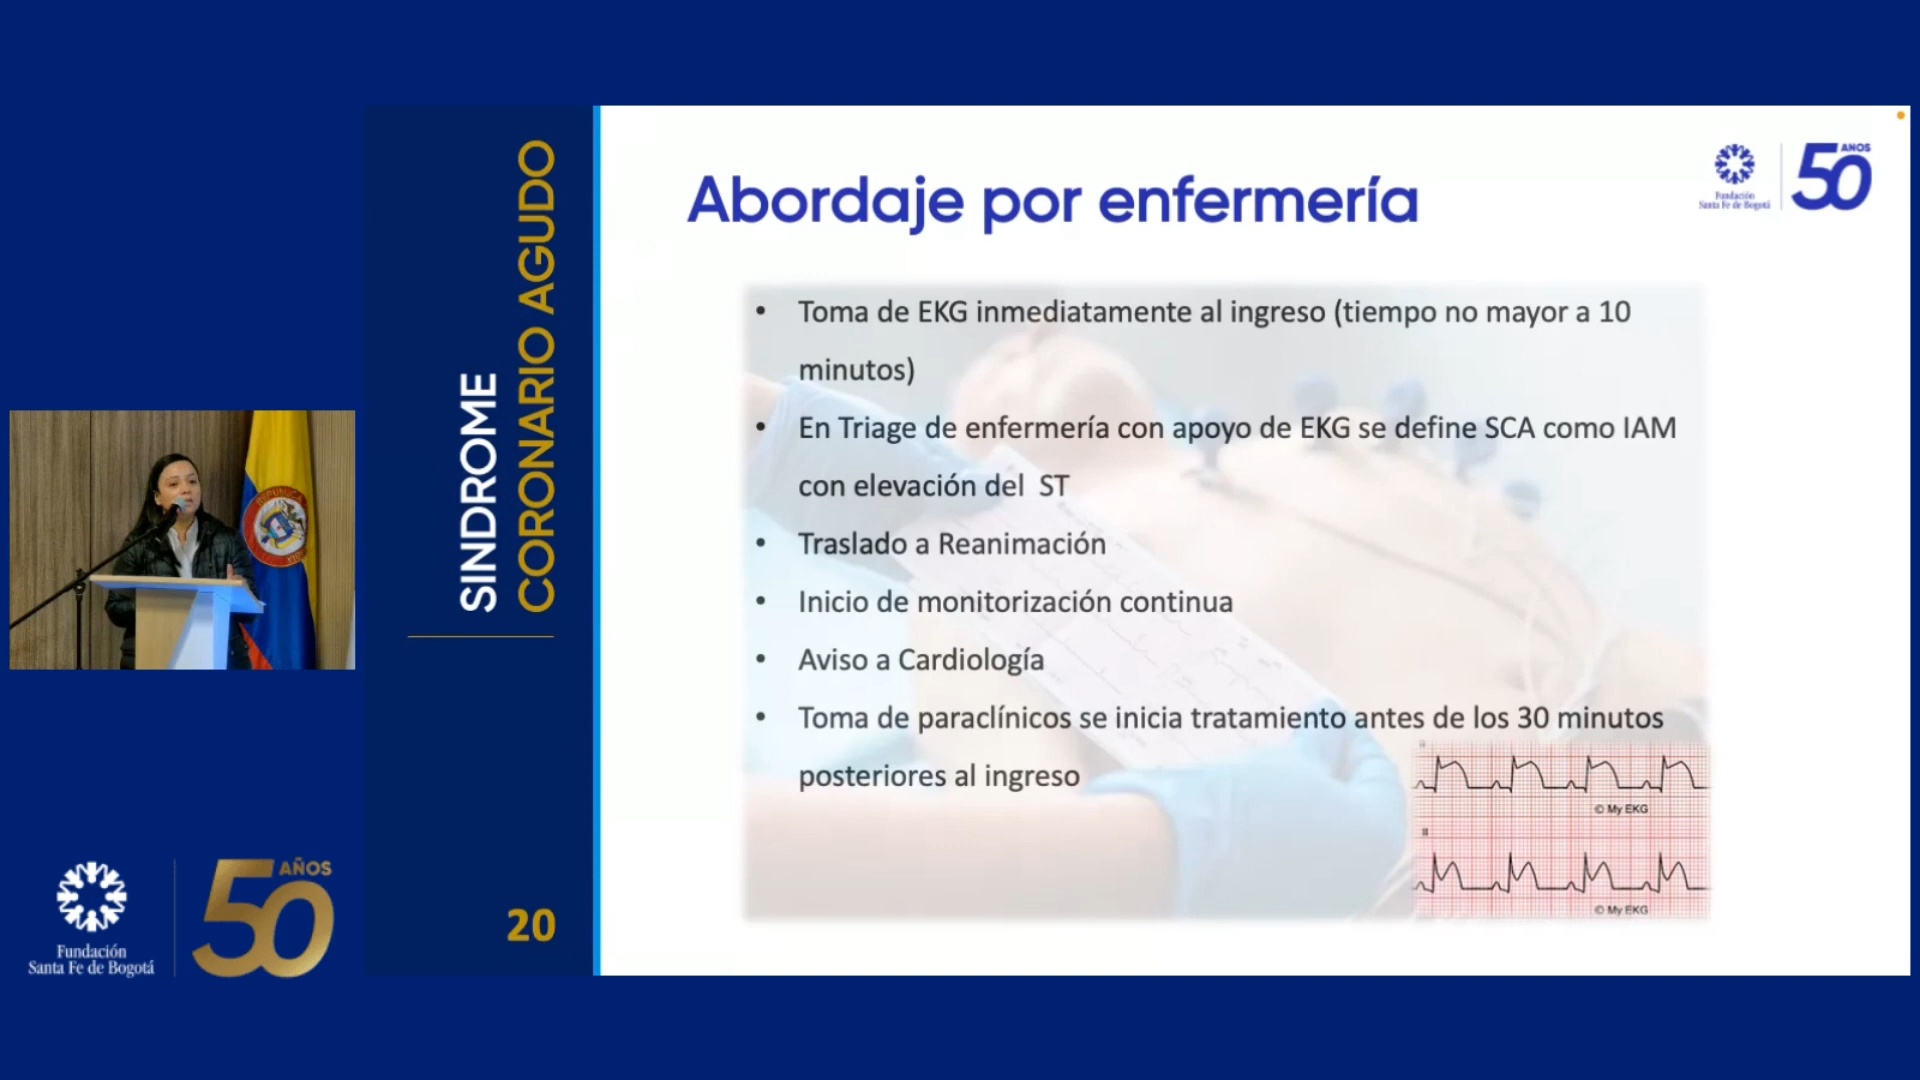 SINDROME
CORONARIO AGUDO
20
Abordaje por enfermería
Fundación
Santa Fe de Bogotá
50 AÑOS
• Toma de EKG inmediatamente al ingreso (tiempo no mayor a 10
minutos)
• En Triage de enfermería con apoyo de EKG se define SCA como IAM
con elevación del ST
• Traslado a Reanimación
• Inicio de monitorización continua
• Aviso a Cardiología
• Toma de paraclínicos se inicia tratamiento antes de los 30 minutos
posteriores al ingreso
© My EKG
II
© My EKG
Fundación
Santa Fe de Bogotá
50 AÑOS